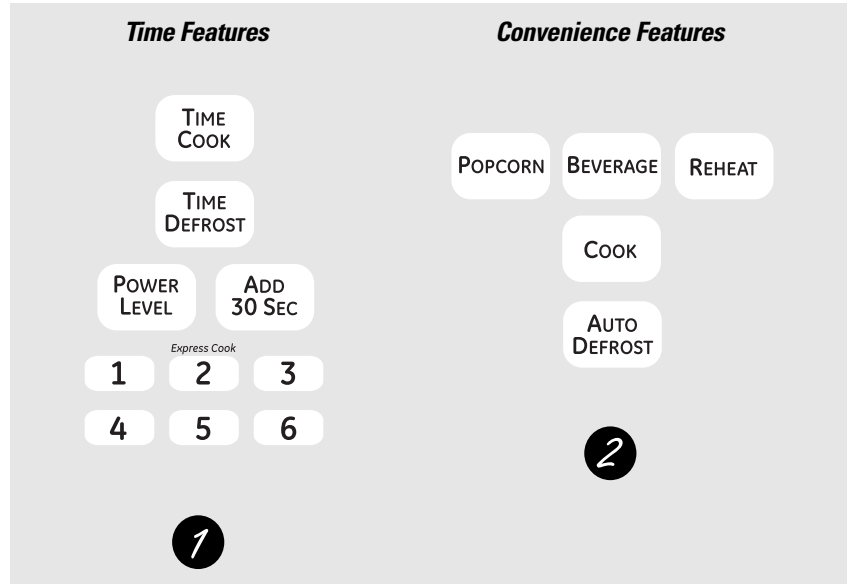 Time Features
TIME
COOK
TIME
DEFROST
POWER
LEVEL
ADD
30 SEC
Express Cook
1 2 3
4 5 6
1
Convenience Features
POPCORN BEVERAGE REHEAT
COOK
AUTO
DEFROST
2